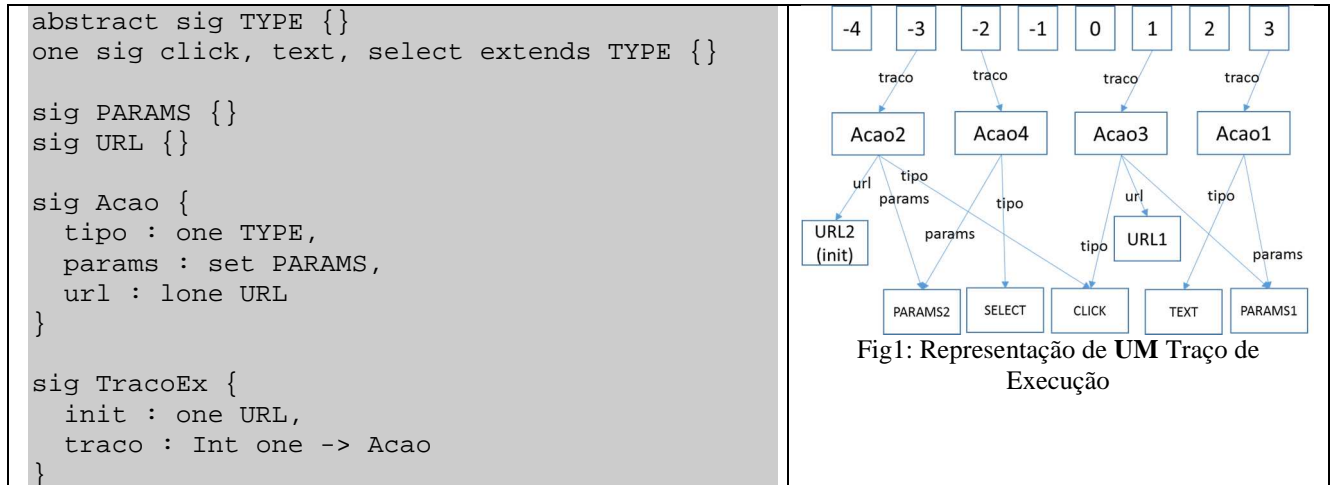 abstract sig TYPE {}
one sig click, text, select extends TYPE {}
sig PARAMS {}
sig URL {}
sig Acao {
tipo : one TYPE,
params : set PARAMS,
url : lone URL
}
sig TracoEx {
init : one URL,
traco : Int one -> Acao
}
-4 -3 -2 -1 0 1 2 3
traco traco traco traco
Acao2 Acao4 Acao3 Acao1
url tipo url tipo
params tipo
URL2 params tipo URL1 params
(init)
PARAMS2 SELECT CLICK TEXT PARAMS1
Fig1: Representação de UM Traço de
Execução